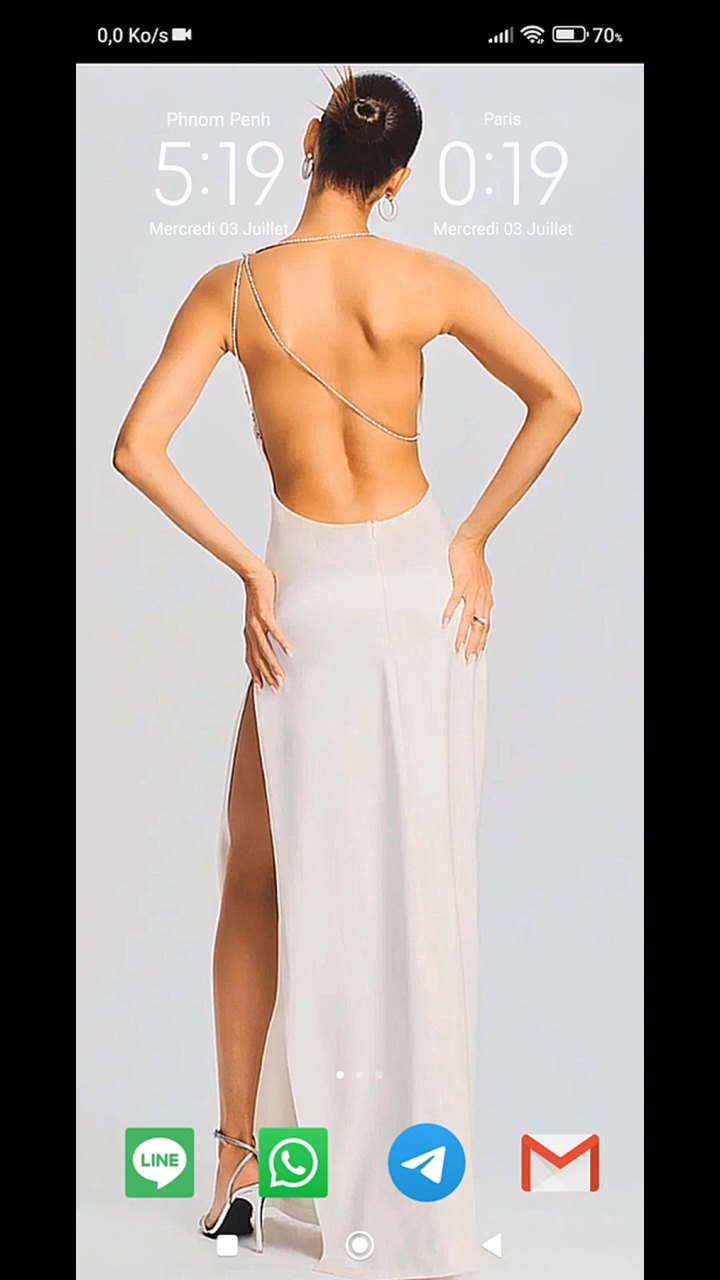 0,0 Ko/s 70%
Phnom Penh
5:19
Mercredi 03 Juillet
Paris
0:19
Mercredi 03 Juillet
LINE